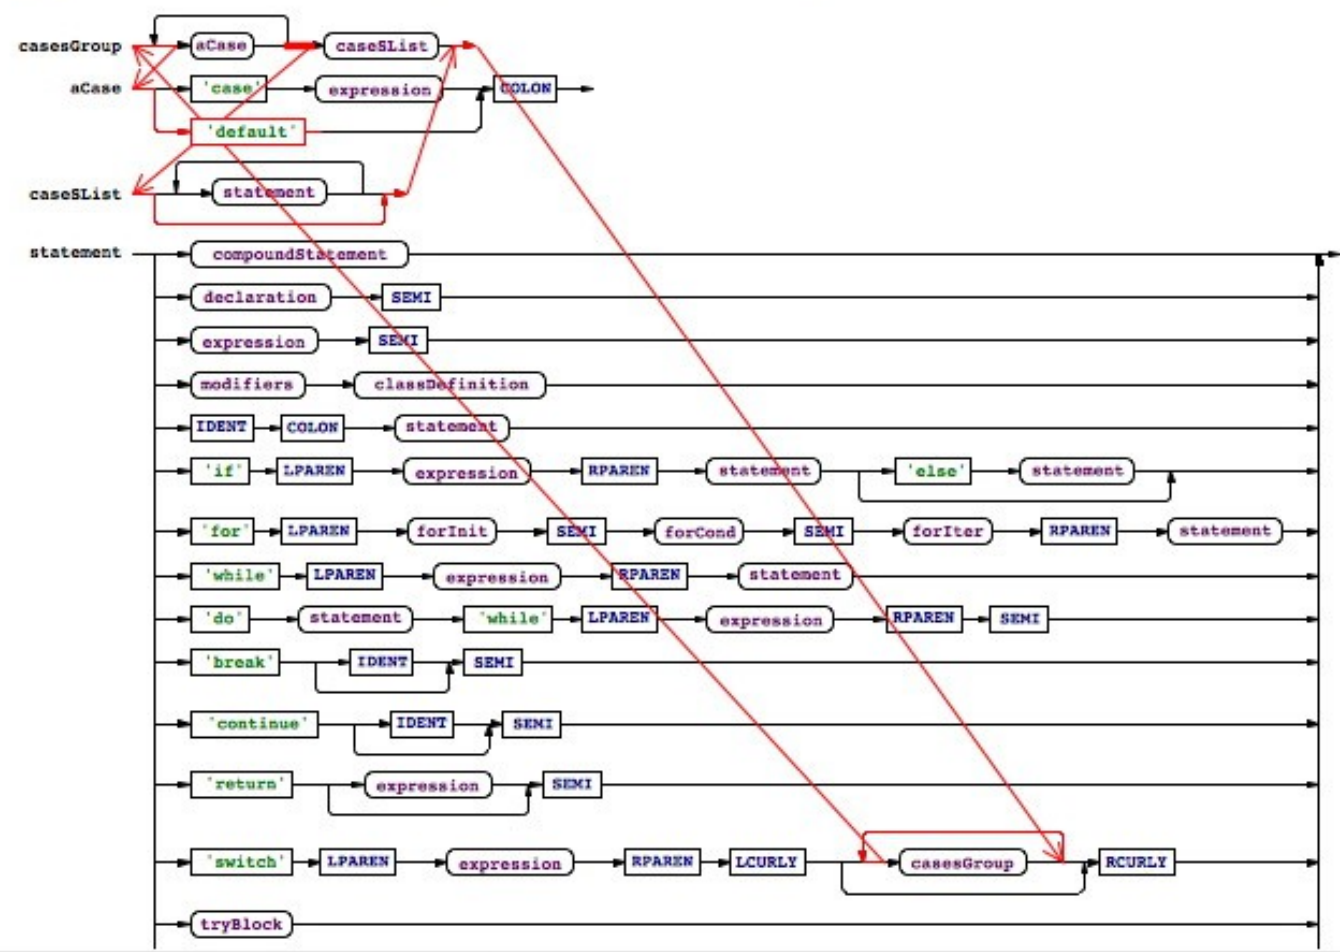 casesGroup aCase caseSList
aCase 'case' expression COLON
'default'
caseSList statement
statement compoundStatement
declaration SEMI
expression SEMI
modifiers classDefinition
IDENT COLON statement
'if' LPAREN expression RPAREN statement 'else' statement
'for' LPAREN forInit SEMI forCond SEMI forIter RPAREN statement
'while' LPAREN expression RPAREN statement
'do' statement 'while' LPAREN expression RPAREN SEMI
'break' IDENT SEMI
'continue' IDENT SEMI
'return' expression SEMI
'switch' LPAREN expression RPAREN LCURLY casesGroup RCURLY
tryBlock